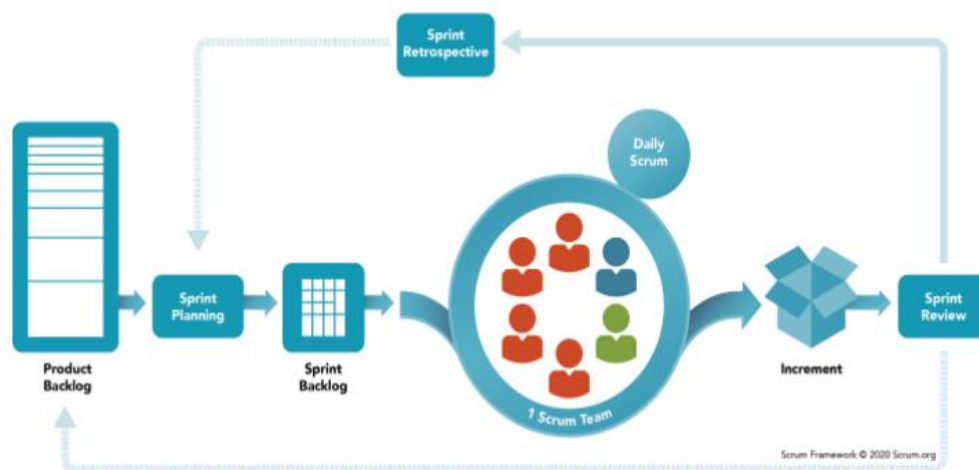 Sprint
Retrospective
Daily
Scrum
Sprint
Planning
Sprint
Review
Product
Backlog
Sprint
Backlog
Increment
1 Scrum Team
Scrum Framework © 2020 Scrum.org